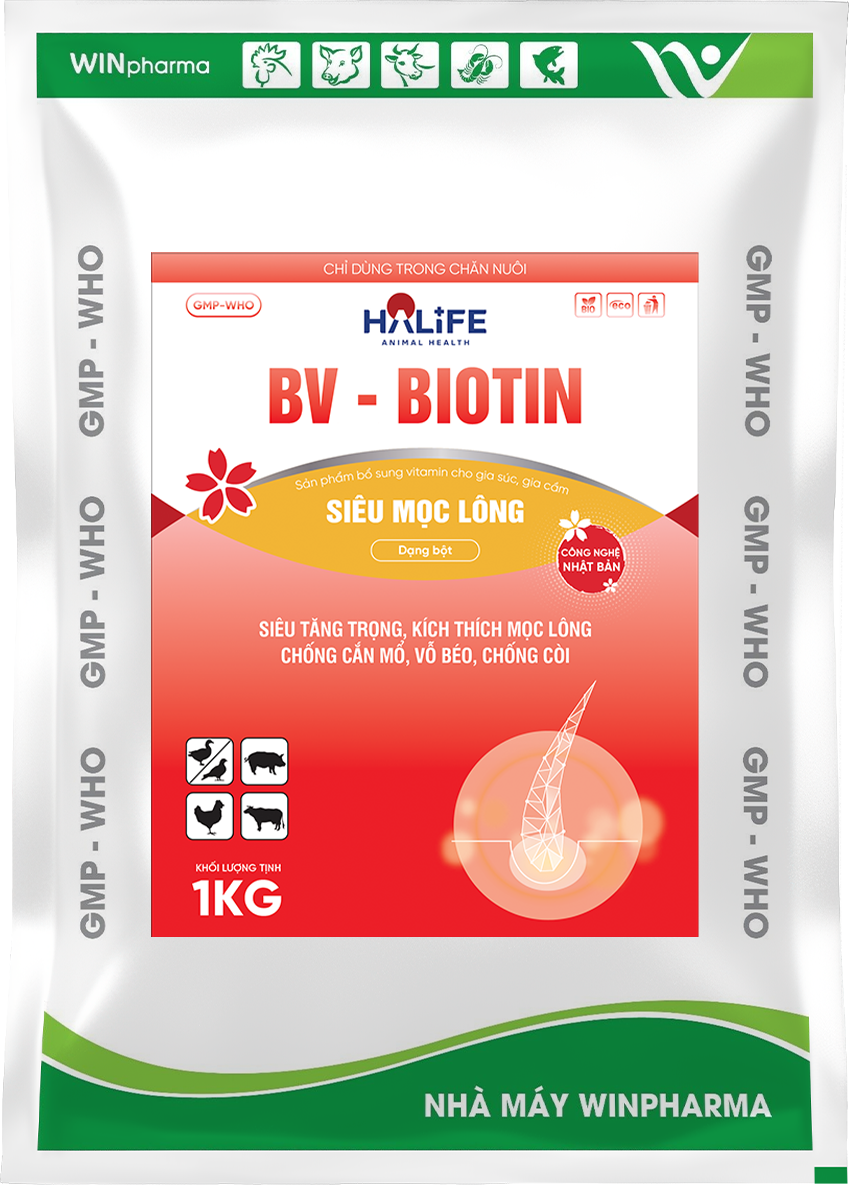 WINpharma
GMP - WHO
GMP - WHO
GMP - WHO
GMP - WHO
GMP - WHO
GMP - WHO
CHỈ DÙNG TRONG CHĂN NUÔI
GMP-WHO
BIO
eco
HALiFE
ANIMAL HEALTH
BV - BIOTIN
Sản phẩm bổ sung vitamin cho gia súc, gia cầm
SIÊU MỌC LÔNG
Dạng bột
CÔNG NGHỆ
NHẬT BẢN
SIÊU TĂNG TRỌNG, KÍCH THÍCH MỌC LÔNG
CHỐNG CẮN MỔ, VỖ BÉO, CHỐNG CÒI
KHỐI LƯỢNG TỊNH
1KG
NHÀ MÁY WINPHARMA